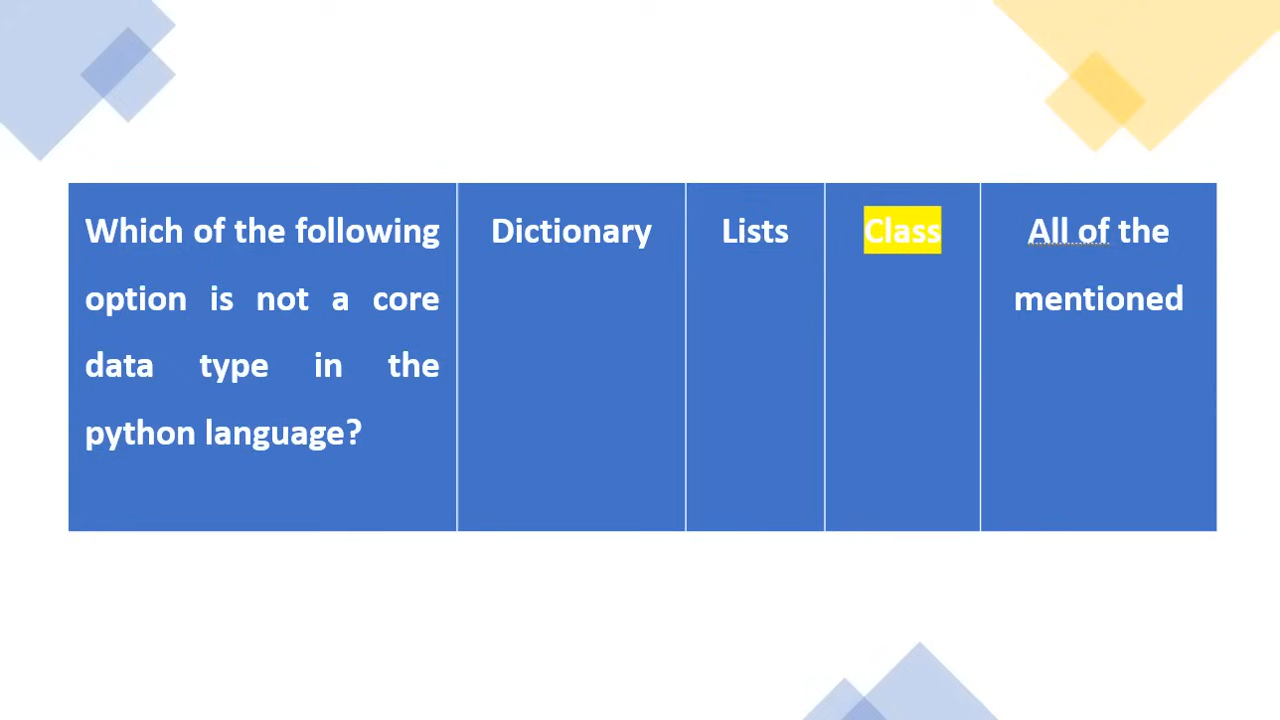 Which of the following
option is not a core
data type in the
python language?
Dictionary
Lists
Class
All of the
mentioned